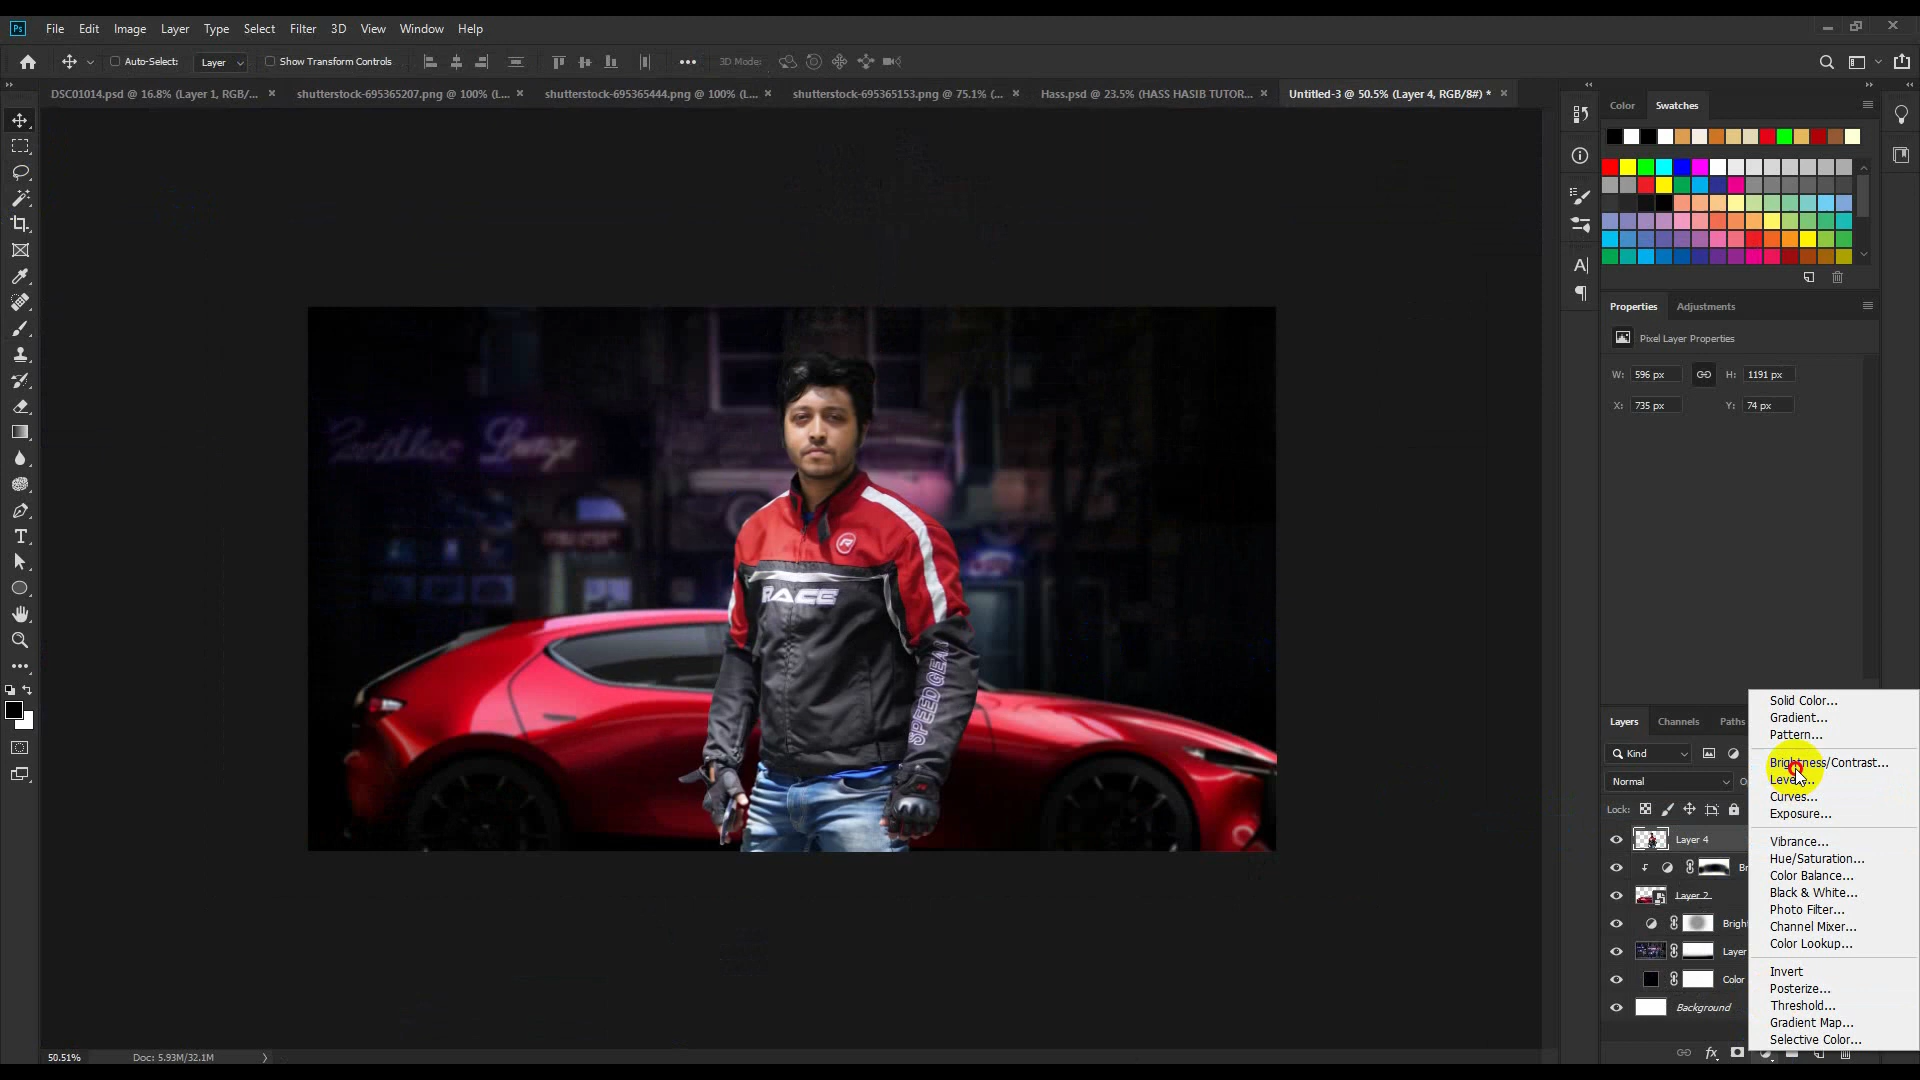 Ps File Edit Image Layer Type Select Filter 3D View Window Help
Auto-Select: Layer Show Transform Controls 3D Mode:
DSC01014.psd @ 16.8% (Layer 1, RGB/... × shutterstock-695365207.png @ 100% (L... × shutterstock-695365444.png @ 100% (L... × shutterstock-695365153.png @ 75.1% (... × Hass.psd @ 23.5% (HASS HASIB TUTOR... × Untitled-3 @ 50.5% (Layer 4, RGB/8#) * ×
Color Swatches
Properties Adjustments
Pixel Layer Properties
W: 596 px H: 1191 px
X: 735 px Y: 74 px
Lounge
RACE
SPEED GEAR
Layers Channels Paths
Kind
Normal
Lock:
Layer 4
Layer 2
Bright
Layer
Color
Background
Solid Color...
Gradient...
Pattern...
Brightness/Contrast...
Levels...
Curves...
Exposure...
Vibrance...
Hue/Saturation...
Color Balance...
Black & White...
Photo Filter...
Channel Mixer...
Color Lookup...
Invert
Posterize...
Threshold...
Gradient Map...
Selective Color...
50.51% Doc: 5.93M/32.1M